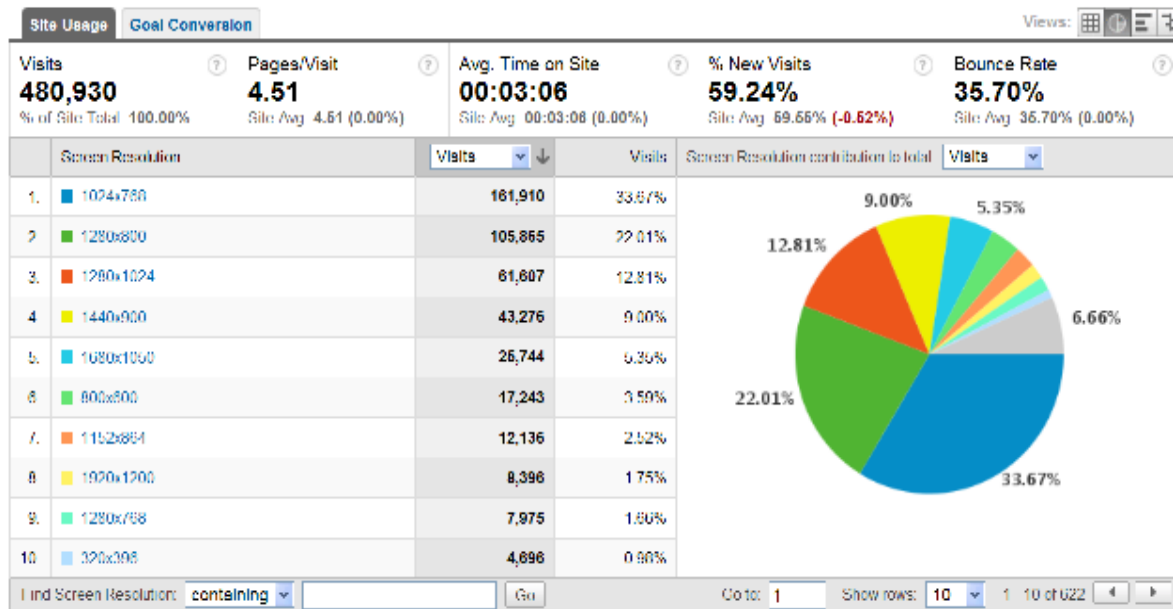 Site Usage Goal Conversion Views:
Visits Pages/Visit Avg. Time on Site % New Visits Bounce Rate
480,930 4.51 00:03:06 59.24% 35.70%
% of Site Total 100.00% Site Avg 4.51 (0.00%) Site Avg 00:03:06 (0.00%) Site Avg 59.55% (-0.52%) Site Avg 35.70% (0.00%)
Screen Resolution Visits Visits Screen Resolution contribution to total Visits
1. 1024x768 161,910 33.67%
2 1280x800 105,865 22.01%
3. 1280x1024 61,607 12.81%
4 1440x900 43,276 9.00%
5. 1680x1050 25,744 5.35%
6 800x600 17,243 3.59%
7. 1152x864 12,136 2.52%
8 1920x1200 8,396 1.75%
9. 1280x768 7,975 1.66%
10 320x396 4,696 0.98%
9.00%
5.35%
12.81%
6.66%
22.01%
33.67%
Find Screen Resolution: containing Go Go to: 1 Show rows: 10 1 10 of 622